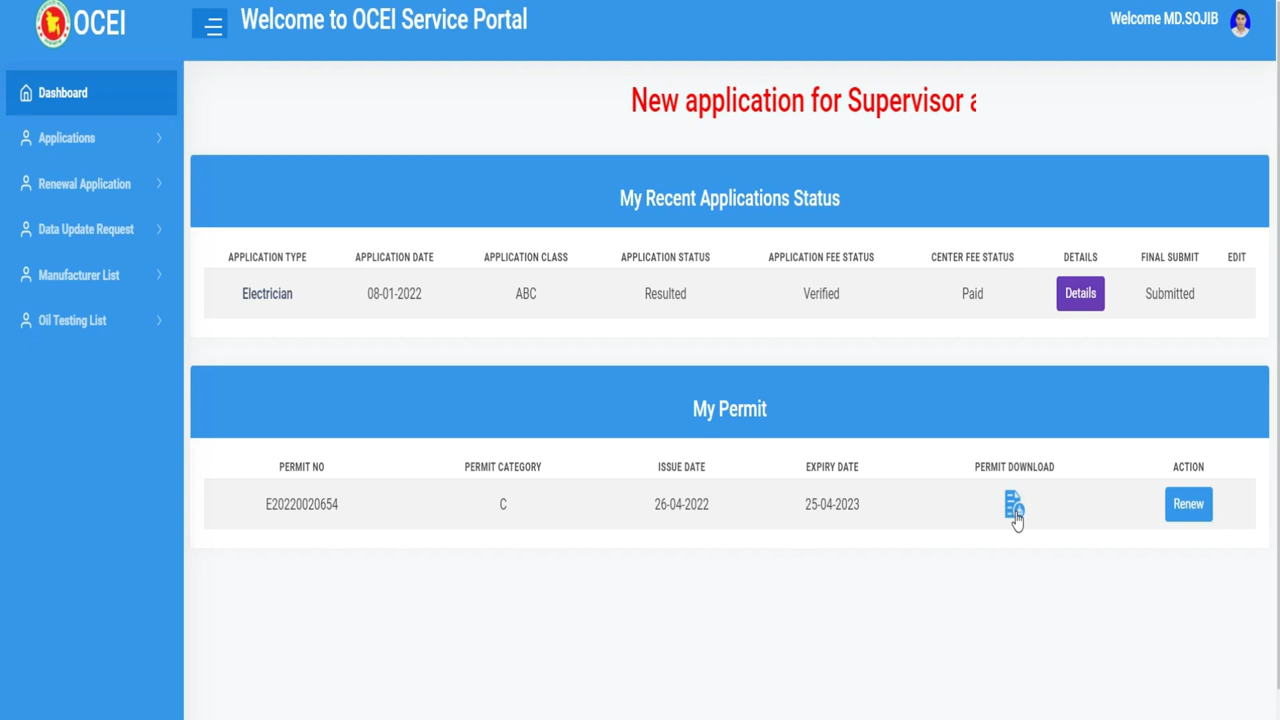 OCEI
Welcome to OCEI Service Portal
Welcome MD.SOJIB
Dashboard
Applications
Renewal Application
Data Update Request
Manufacturer List
Oil Testing List
New application for Supervisor a
My Recent Applications Status
APPLICATION TYPE APPLICATION DATE APPLICATION CLASS APPLICATION STATUS APPLICATION FEE STATUS CENTER FEE STATUS DETAILS FINAL SUBMIT EDIT
Electrician 08-01-2022 ABC Resulted Verified Paid Details Submitted
My Permit
PERMIT NO PERMIT CATEGORY ISSUE DATE EXPIRY DATE PERMIT DOWNLOAD ACTION
E20220020654 C 26-04-2022 25-04-2023 Renew